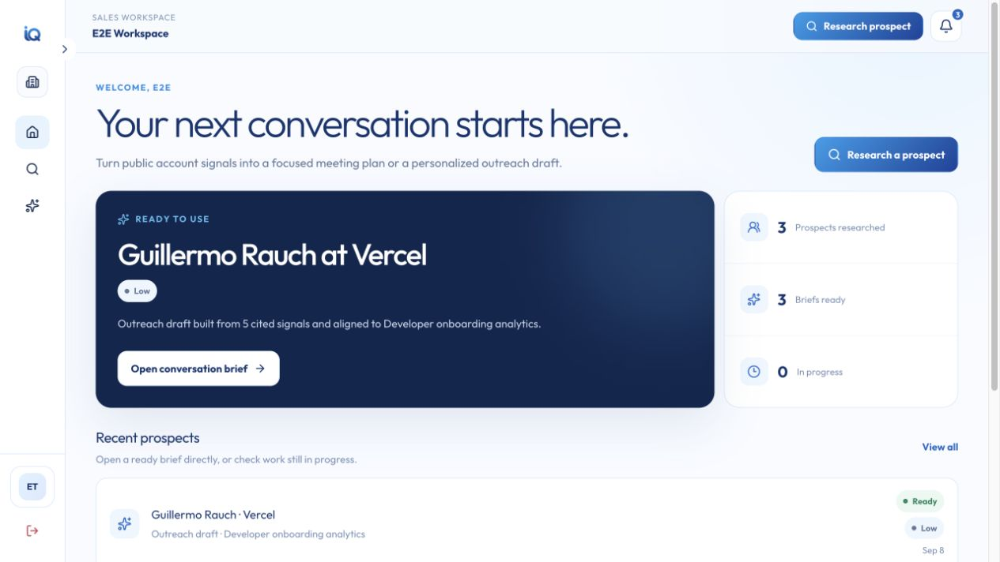 iQ
SALES WORKSPACE
E2E Workspace
Research prospect
3
WELCOME, E2E
Your next conversation starts here.
Turn public account signals into a focused meeting plan or a personalized outreach draft.
Research a prospect
READY TO USE
Guillermo Rauch at Vercel
Low
Outreach draft built from 5 cited signals and aligned to Developer onboarding analytics.
Open conversation brief
3 Prospects researched
3 Briefs ready
0 In progress
Recent prospects
Open a ready brief directly, or check work still in progress.
View all
Guillermo Rauch · Vercel
Outreach draft · Developer onboarding analytics
Ready
Low
Sep 8
ET